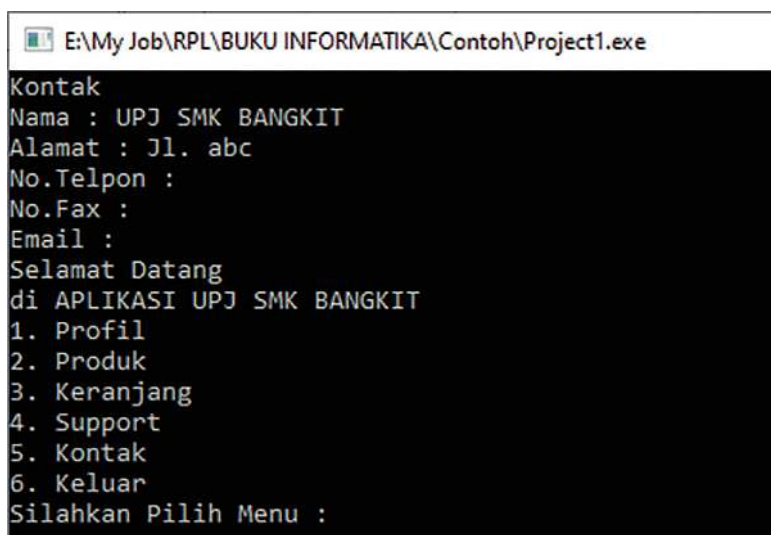 E:\My Job\RPL\BUKU INFORMATIKA\Contoh\Project1.exe
Kontak
Nama : UPJ SMK BANGKIT
Alamat : Jl. abc
No.Telpon :
No.Fax :
Email :
Selamat Datang
di APLIKASI UPJ SMK BANGKIT
1. Profil
2. Produk
3. Keranjang
4. Support
5. Kontak
6. Keluar
Silahkan Pilih Menu :